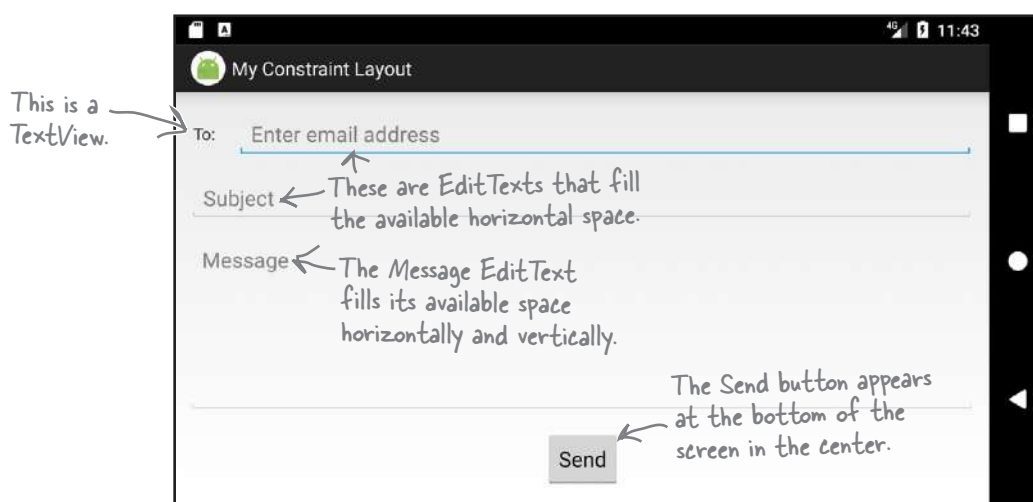 4G 11:43
My Constraint Layout
This is a
TextView.
To: Enter email address
These are EditTexts that fill
the available horizontal space.
Subject
Message
The Message EditText
fills its available space
horizontally and vertically.
The Send button appears
at the bottom of the
screen in the center.
Send